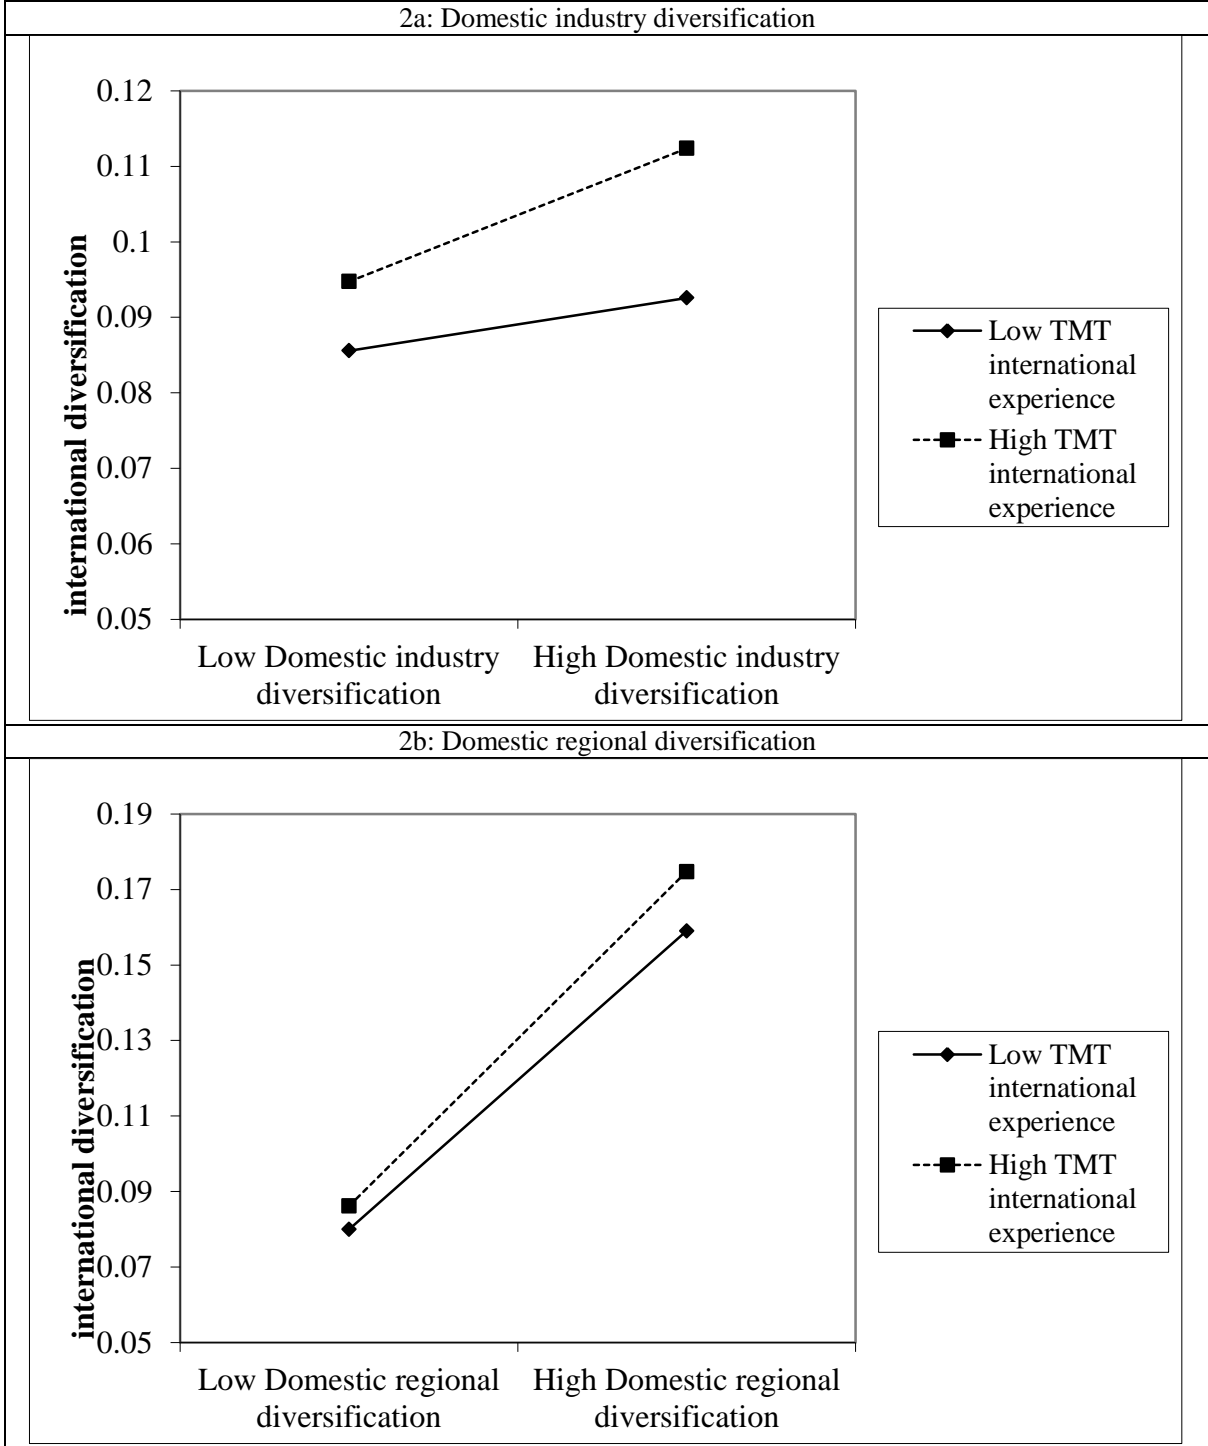 2a: Domestic industry diversification
0.12
0.11
0.1
0.09
0.08
0.07
0.06
0.05
international diversification
Low Domestic industry
diversification
High Domestic industry
diversification
Low TMT
international
experience
High TMT
international
experience
2b: Domestic regional diversification
0.19
0.17
0.15
0.13
0.11
0.09
0.07
0.05
international diversification
Low Domestic regional
diversification
High Domestic regional
diversification
Low TMT
international
experience
High TMT
international
experience